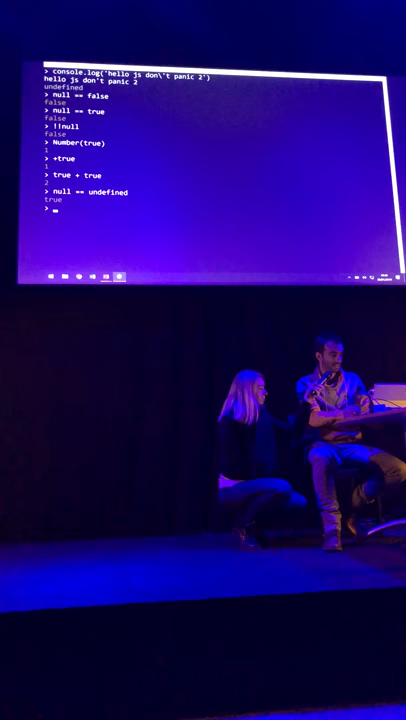 > console.log('hello js don\'t panic 2')
hello js don't panic 2
undefined
> null == false
false
> null == true
false
> !!null
false
> Number(true)
1
> +true
1
> true + true
2
> null == undefined
true
> _